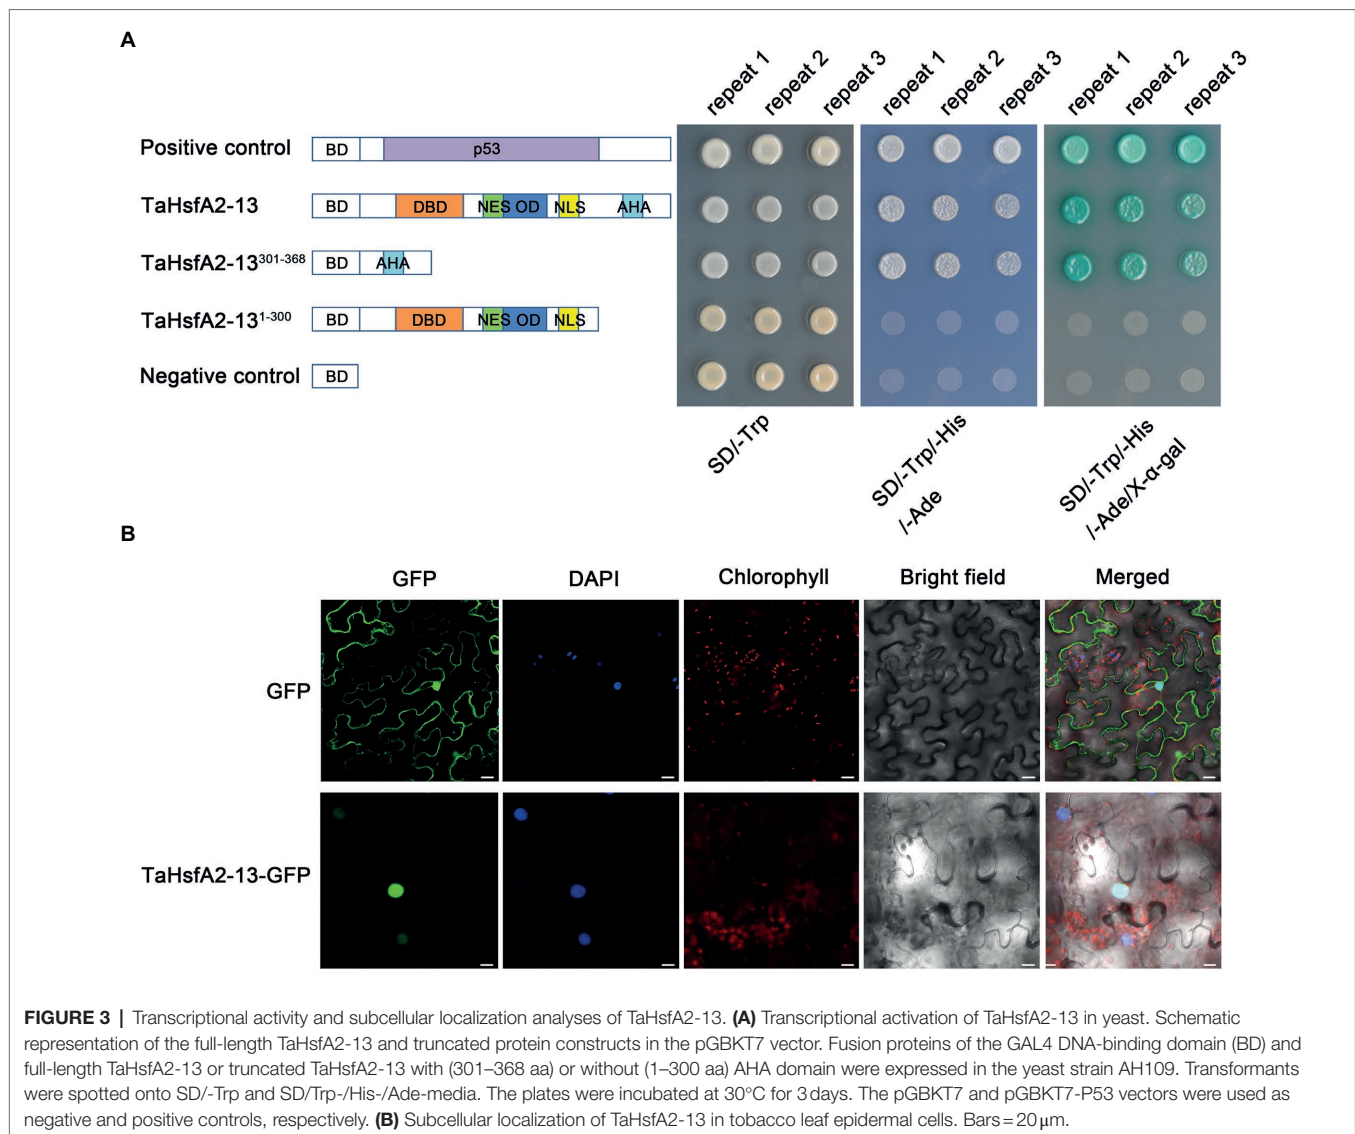 A
repeat 1 repeat 2 repeat 3 repeat 1 repeat 2 repeat 3 repeat 1 repeat 2 repeat 3
Positive control BD p53
TaHsfA2-13 BD DBD NES OD NLS AHA
TaHsfA2-13301-368 BD AHA
TaHsfA2-131-300 BD DBD NES OD NLS
Negative control BD
SD/-Trp
SD/-Trp/-His
/-Ade
SD/-Trp/-His
/-Ade/X-α-gal
B
GFP DAPI Chlorophyll Bright field Merged
GFP
TaHsfA2-13-GFP
FIGURE 3 | Transcriptional activity and subcellular localization analyses of TaHsfA2-13. (A) Transcriptional activation of TaHsfA2-13 in yeast. Schematic
representation of the full-length TaHsfA2-13 and truncated protein constructs in the pGBKT7 vector. Fusion proteins of the GAL4 DNA-binding domain (BD) and
full-length TaHsfA2-13 or truncated TaHsfA2-13 with (301–368 aa) or without (1–300 aa) AHA domain were expressed in the yeast strain AH109. Transformants
were spotted onto SD/-Trp and SD/Trp-/His-/Ade-media. The plates were incubated at 30°C for 3 days. The pGBKT7 and pGBKT7-P53 vectors were used as
negative and positive controls, respectively. (B) Subcellular localization of TaHsfA2-13 in tobacco leaf epidermal cells. Bars = 20 μm.